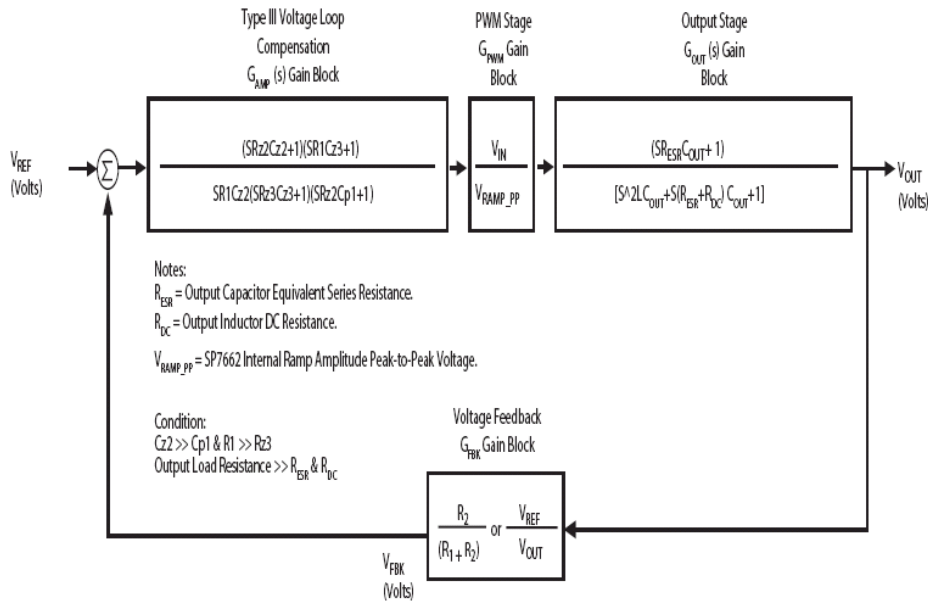 Type III Voltage Loop
Compensation
G_AMP (s) Gain Block
PWM Stage
G_PWM Gain
Block
Output Stage
G_OUT (s) Gain
Block
V_REF
(Volts)
Σ
(SRz2Cz2+1)(SR1Cz3+1)
SR1Cz2(SRz3Cz3+1)(SRz2Cp1+1)
V_IN
V_RAMP_PP
(SR_ESRC_OUT+ 1)
[S^2LC_OUT+S(R_ESR+R_DC) C_OUT+1]
V_OUT
(Volts)
Notes:
R_ESR = Output Capacitor Equivalent Series Resistance.
R_DC = Output Inductor DC Resistance.
V_RAMP_PP = SP7662 Internal Ramp Amplitude Peak-to-Peak Voltage.
Condition:
Cz2 >> Cp1 & R1 >> Rz3
Output Load Resistance >> R_ESR & R_DC
Voltage Feedback
G_FBK Gain Block
R_2
(R_1 + R_2)
or
V_REF
V_OUT
V_FBK
(Volts)